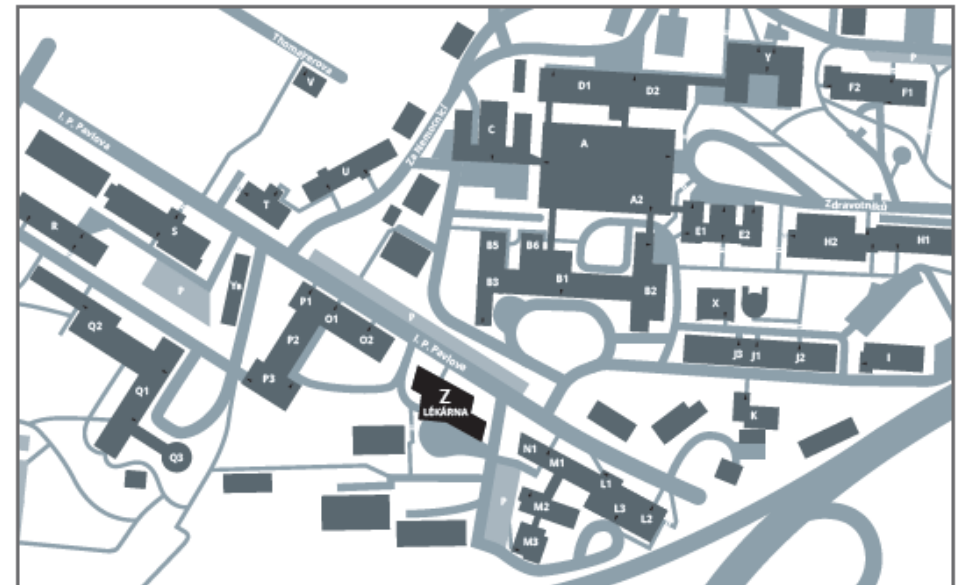 Thomayerova
V
I. P. Pavlova
Za Nemocnicí
Y
P
D1
D2
F2
F1
C
A
U
A2
T
Zdravotníků
R
S
E1
E2
H2
H1
B5
B6
B3
B1
B2
P
Ya
P1
O1
O2
P2
P3
P
I. P. Pavlova
X
J3
J1
J2
I
Q2
Q1
Q3
Z
LÉKÁRNA
K
N1
M1
L1
L3
L2
M2
M3
P